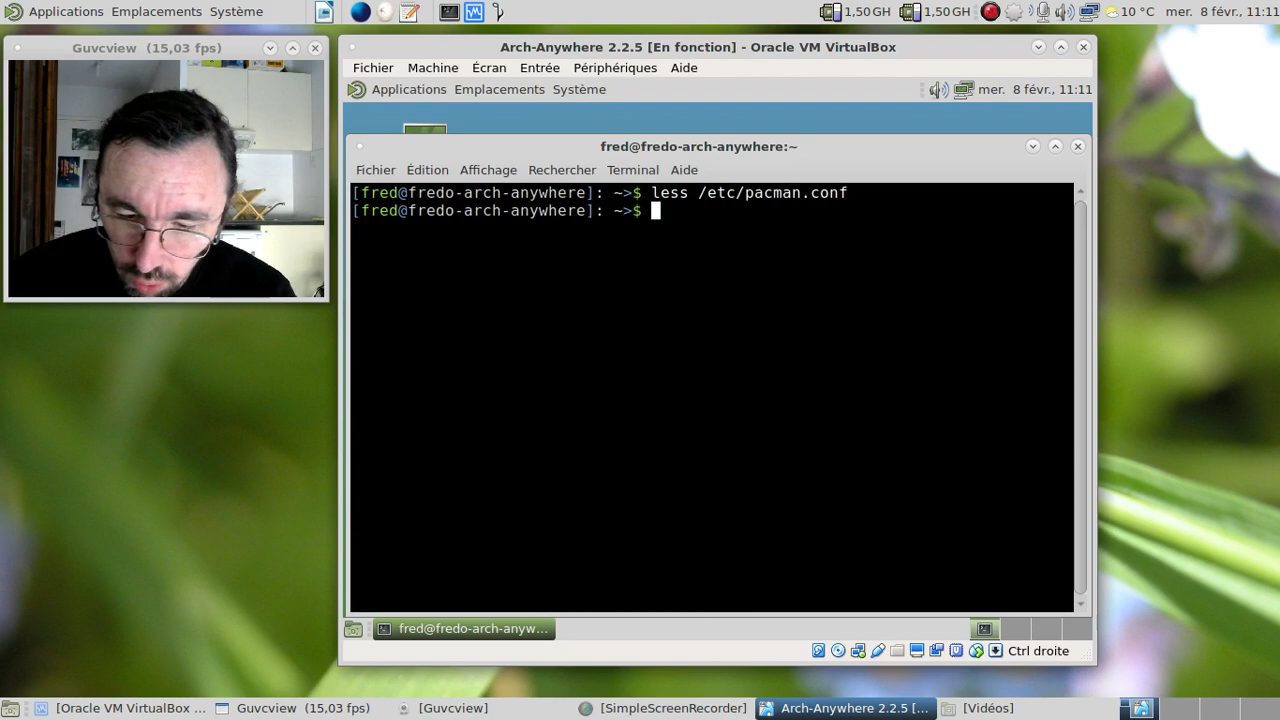 Applications Emplacements Système 1,50 GH 1,50 GH 10 °C mer. 8 févr., 11:11
Guvcview (15,03 fps)
Arch-Anywhere 2.2.5 [En fonction] - Oracle VM VirtualBox
Fichier Machine Écran Entrée Périphériques Aide
Applications Emplacements Système mer. 8 févr., 11:11
fred@fredo-arch-anywhere:~
Fichier Édition Affichage Rechercher Terminal Aide
[fred@fredo-arch-anywhere]: ~>$ less /etc/pacman.conf
[fred@fredo-arch-anywhere]: ~>$
fred@fredo-arch-anyw...
Ctrl droite
[Oracle VM VirtualBox ... Guvcview (15,03 fps) [Guvcview] [SimpleScreenRecorder] Arch-Anywhere 2.2.5 [... [Vidéos]